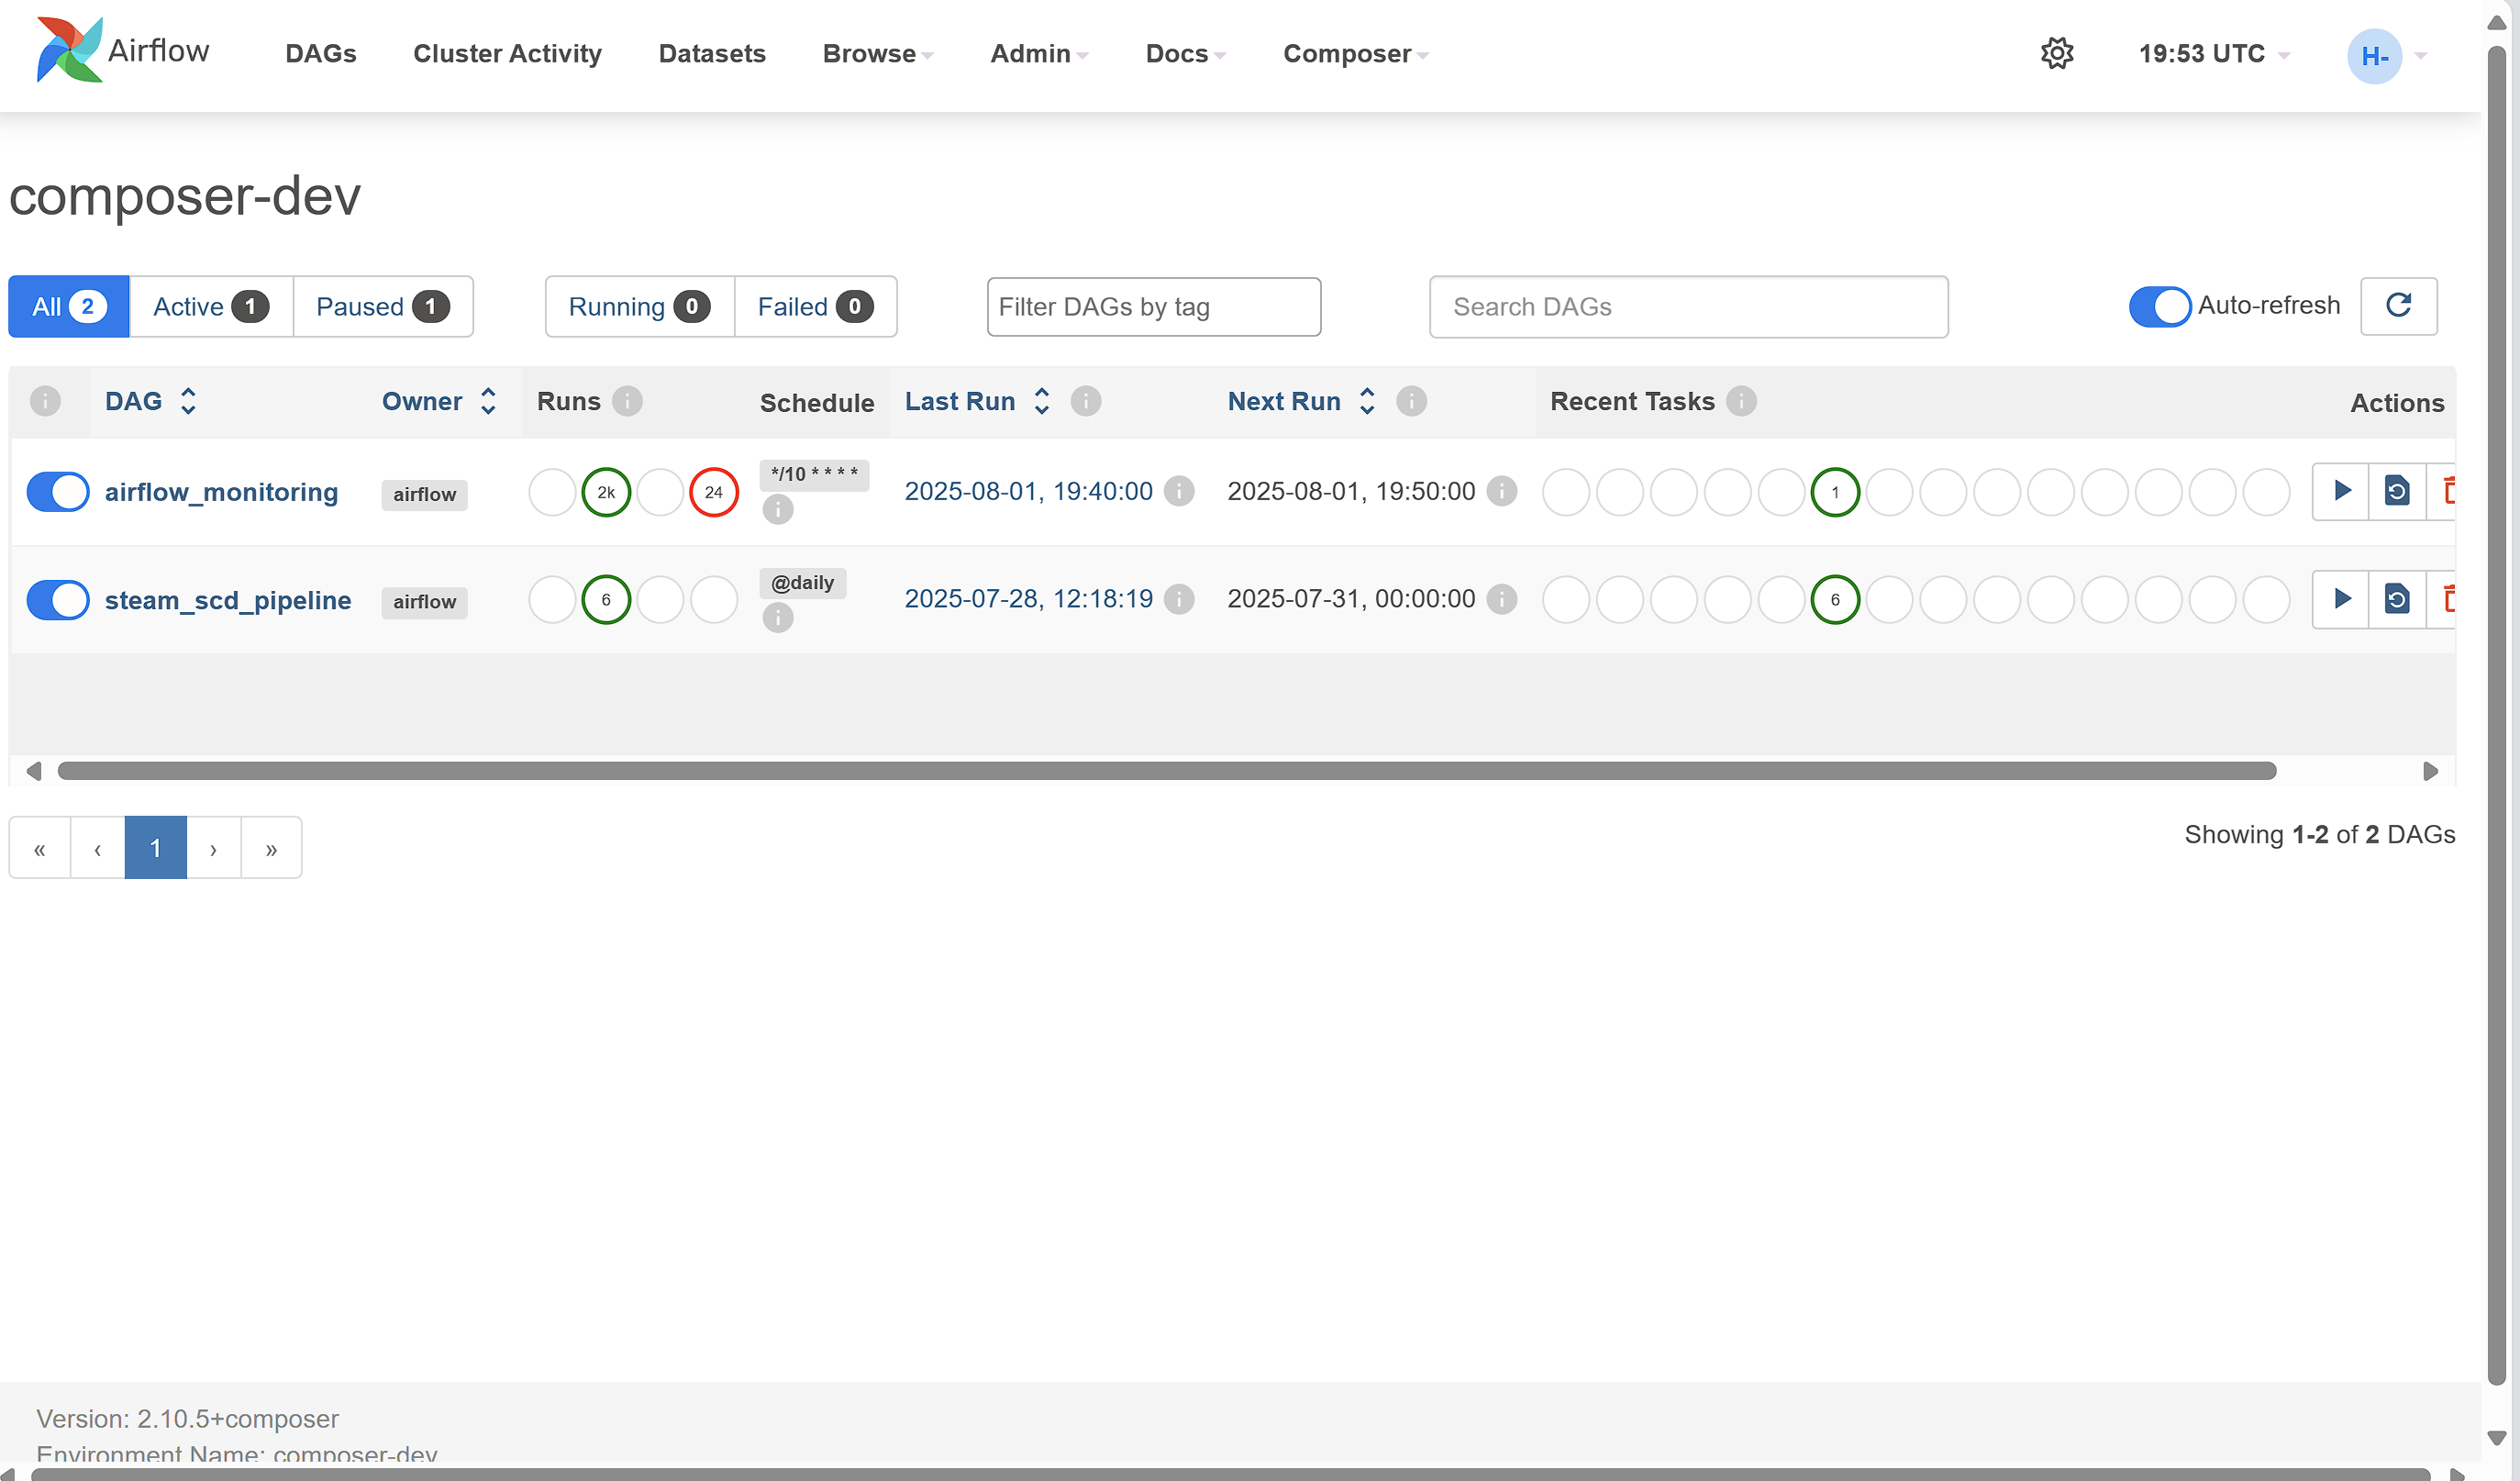 Airflow DAGs Cluster Activity Datasets Browse Admin Docs Composer 19:53 UTC H-
composer-dev
All 2 Active 1 Paused 1 Running 0 Failed 0 Filter DAGs by tag Search DAGs Auto-refresh
DAG Owner Runs Schedule Last Run Next Run Recent Tasks Actions
airflow_monitoring airflow 2k 24 */10 * * * * 2025-08-01, 19:40:00 2025-08-01, 19:50:00 1
steam_scd_pipeline airflow 6 @daily 2025-07-28, 12:18:19 2025-07-31, 00:00:00 6
« ‹ 1 › »
Showing 1-2 of 2 DAGs
Version: 2.10.5+composer
Environment Name: composer-dev